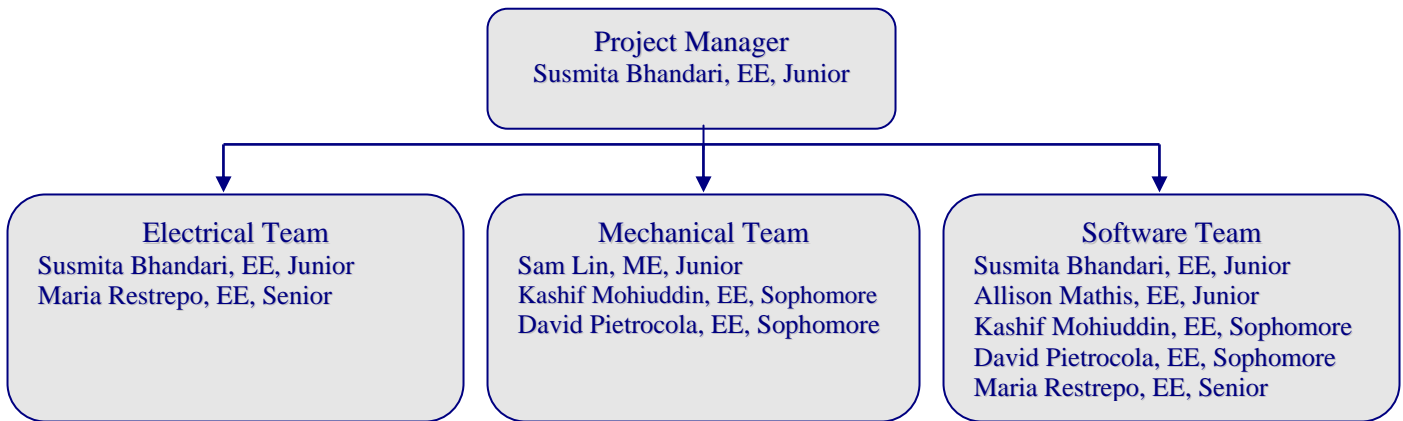 Project Manager
Susmita Bhandari, EE, Junior
Electrical Team
Susmita Bhandari, EE, Junior
Maria Restrepo, EE, Senior
Mechanical Team
Sam Lin, ME, Junior
Kashif Mohiuddin, EE, Sophomore
David Pietrocola, EE, Sophomore
Software Team
Susmita Bhandari, EE, Junior
Allison Mathis, EE, Junior
Kashif Mohiuddin, EE, Sophomore
David Pietrocola, EE, Sophomore
Maria Restrepo, EE, Senior